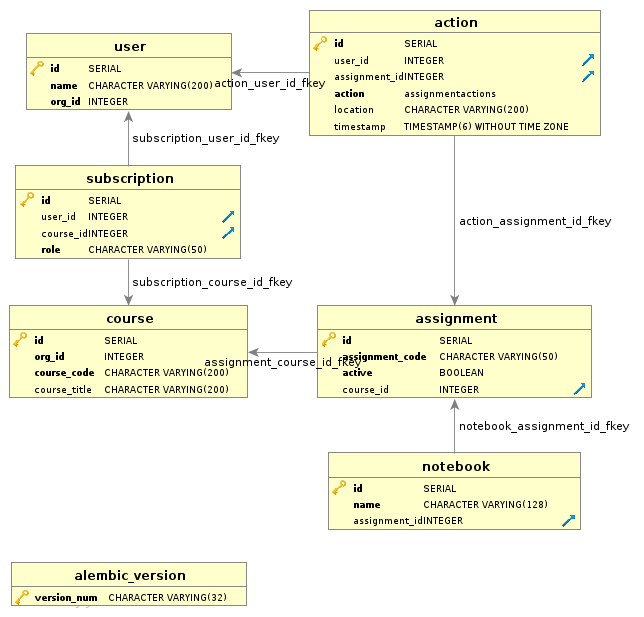 user
id SERIAL
name CHARACTER VARYING(200)
org_id INTEGER
action
id SERIAL
user_id INTEGER
assignment_id INTEGER
action assignmentactions
location CHARACTER VARYING(200)
timestamp TIMESTAMP(6) WITHOUT TIME ZONE
action_user_id_fkey
subscription_user_id_fkey
subscription
id SERIAL
user_id INTEGER
course_id INTEGER
role CHARACTER VARYING(50)
action_assignment_id_fkey
subscription_course_id_fkey
course
id SERIAL
org_id INTEGER
course_code CHARACTER VARYING(200)
course_title CHARACTER VARYING(200)
assignment_course_id_fkey
assignment
id SERIAL
assignment_code CHARACTER VARYING(50)
active BOOLEAN
course_id INTEGER
notebook_assignment_id_fkey
notebook
id SERIAL
name CHARACTER VARYING(128)
assignment_id INTEGER
alembic_version
version_num CHARACTER VARYING(32)